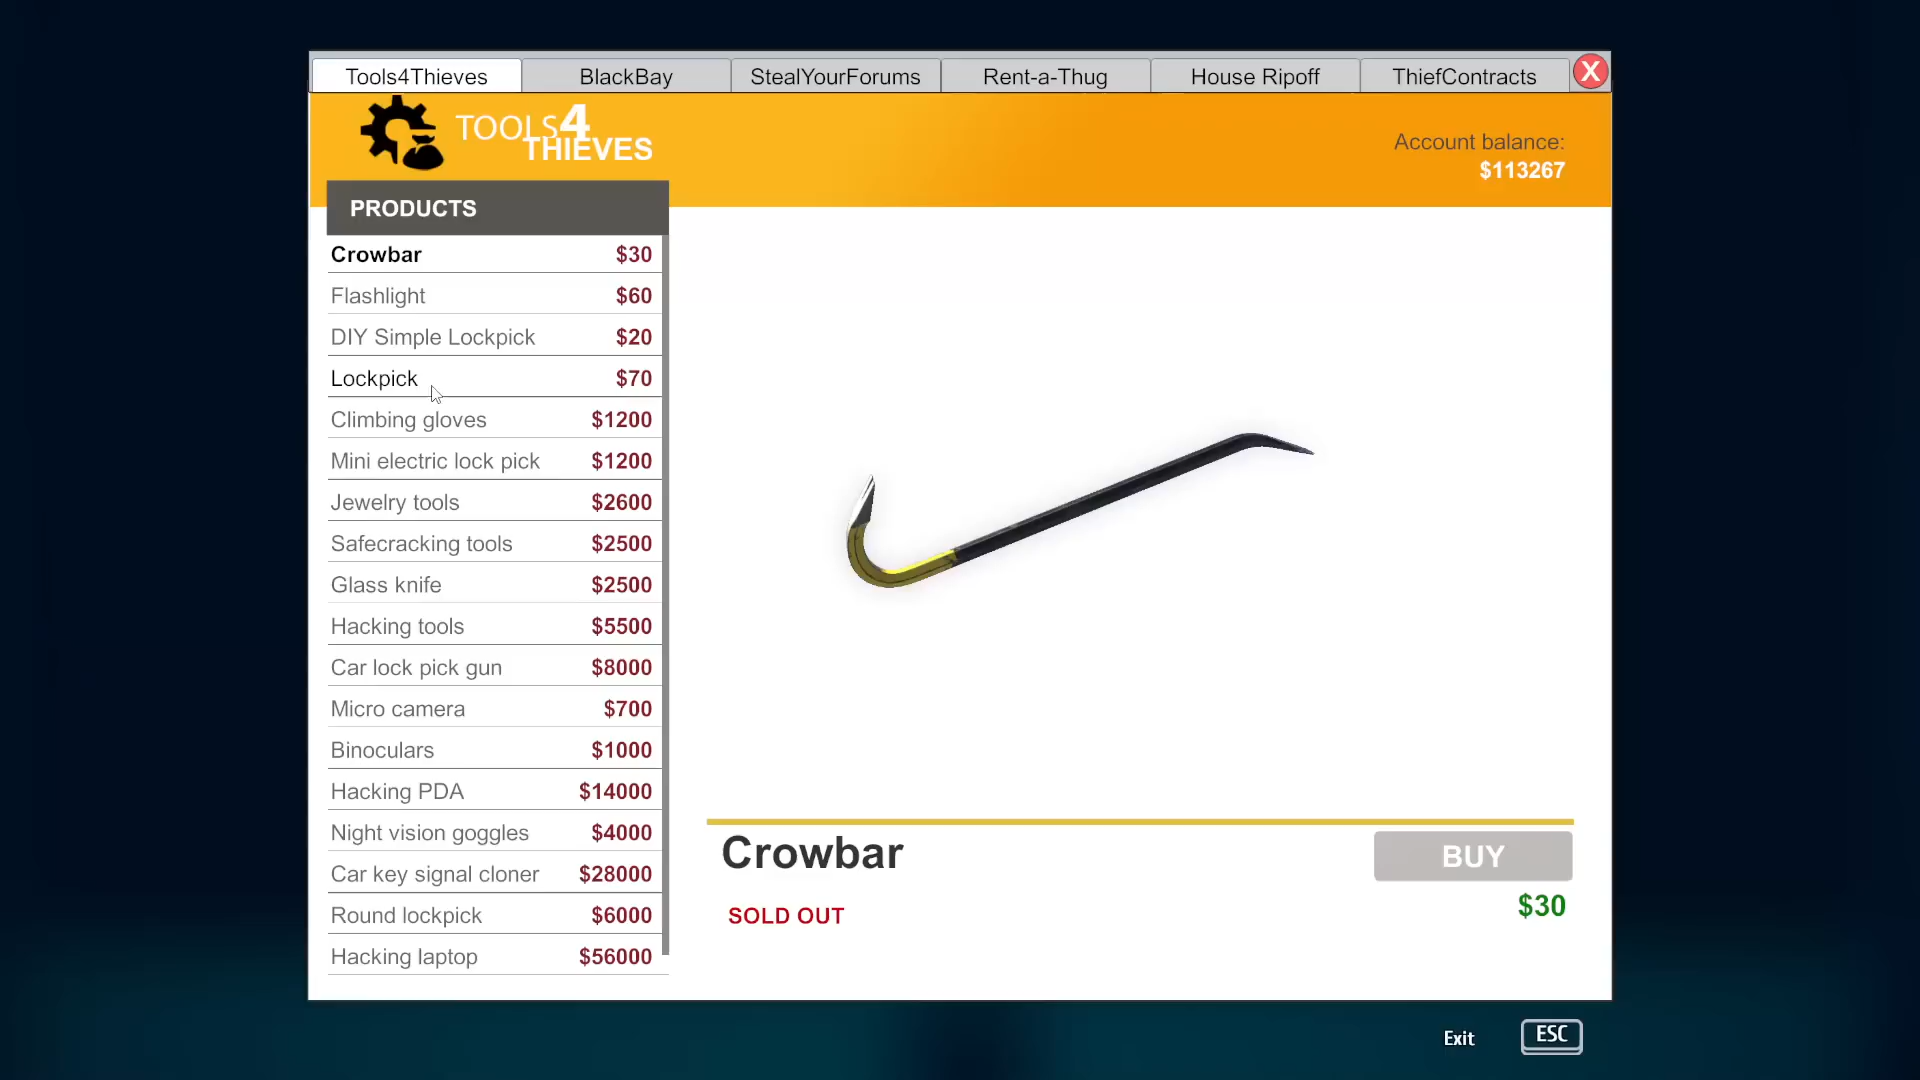 Tools4Thieves BlackBay StealYourForums Rent-a-Thug House Ripoff ThiefContracts X
TOOLS4
THIEVES
Account balance:
$113267
PRODUCTS
Crowbar $30
Flashlight $60
DIY Simple Lockpick $20
Lockpick $70
Climbing gloves $1200
Mini electric lock pick $1200
Jewelry tools $2600
Safecracking tools $2500
Glass knife $2500
Hacking tools $5500
Car lock pick gun $8000
Micro camera $700
Binoculars $1000
Hacking PDA $14000
Night vision goggles $4000
Car key signal cloner $28000
Round lockpick $6000
Hacking laptop $56000
Crowbar
BUY
SOLD OUT
$30
Exit ESC